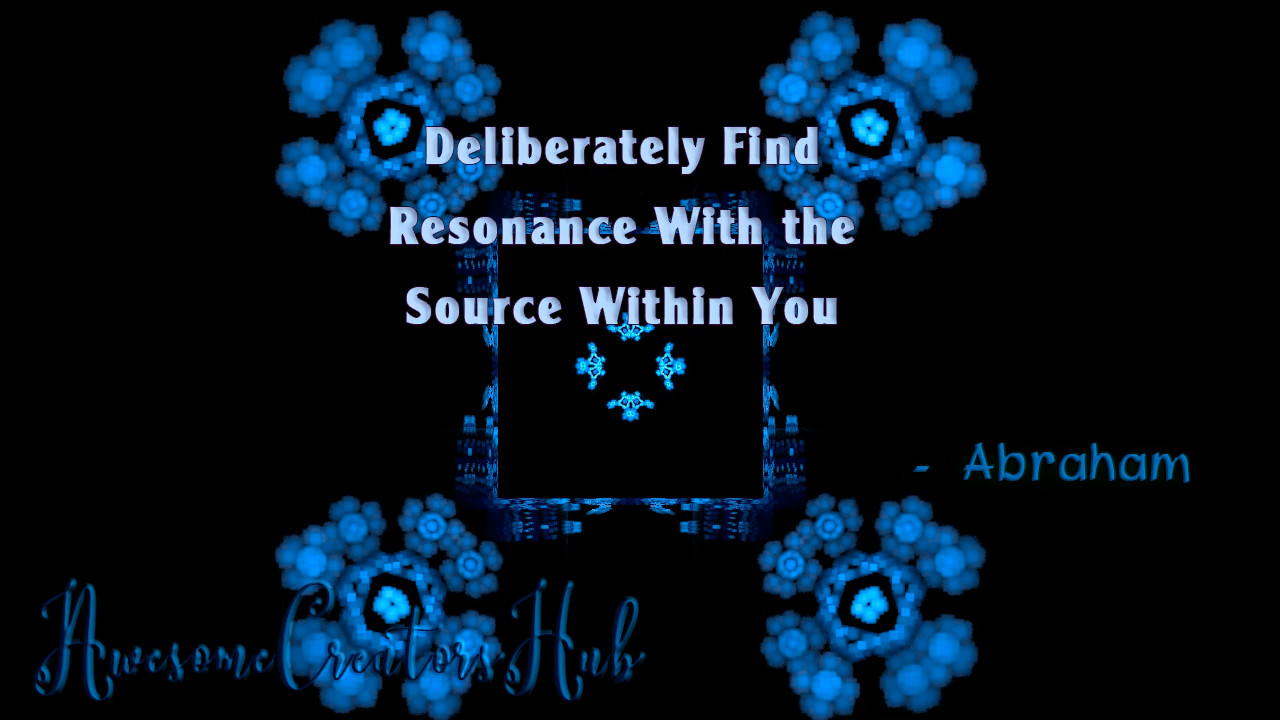 Deliberately Find
Resonance With the
Source Within You
- Abraham
AwesomeCreatorsHub